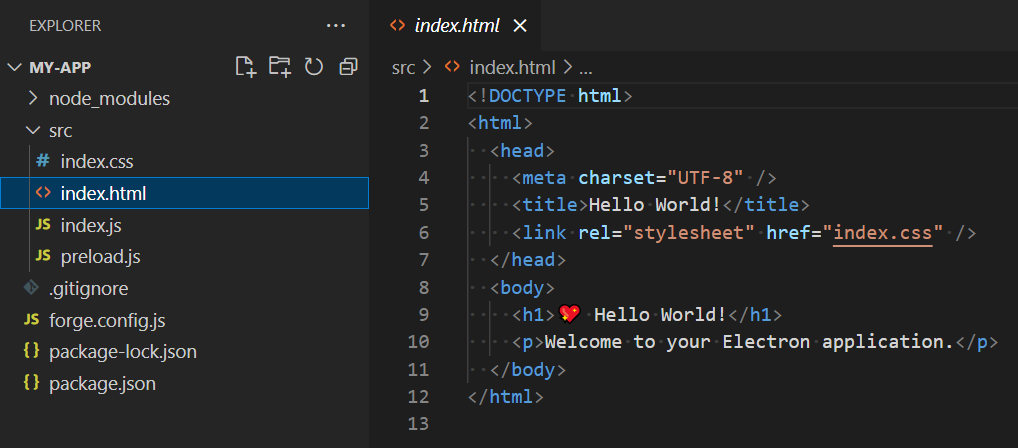 EXPLORER
MY-APP
node_modules
src
# index.css
<> index.html
JS index.js
JS preload.js
.gitignore
JS forge.config.js
{} package-lock.json
{} package.json
<> index.html ×
src > <> index.html > ...
1 <!DOCTYPE html>
2 <html>
3 <head>
4 <meta charset="UTF-8" />
5 <title>Hello World!</title>
6 <link rel="stylesheet" href="index.css" />
7 </head>
8 <body>
9 <h1>💖 Hello World!</h1>
10 <p>Welcome to your Electron application.</p>
11 </body>
12 </html>
13